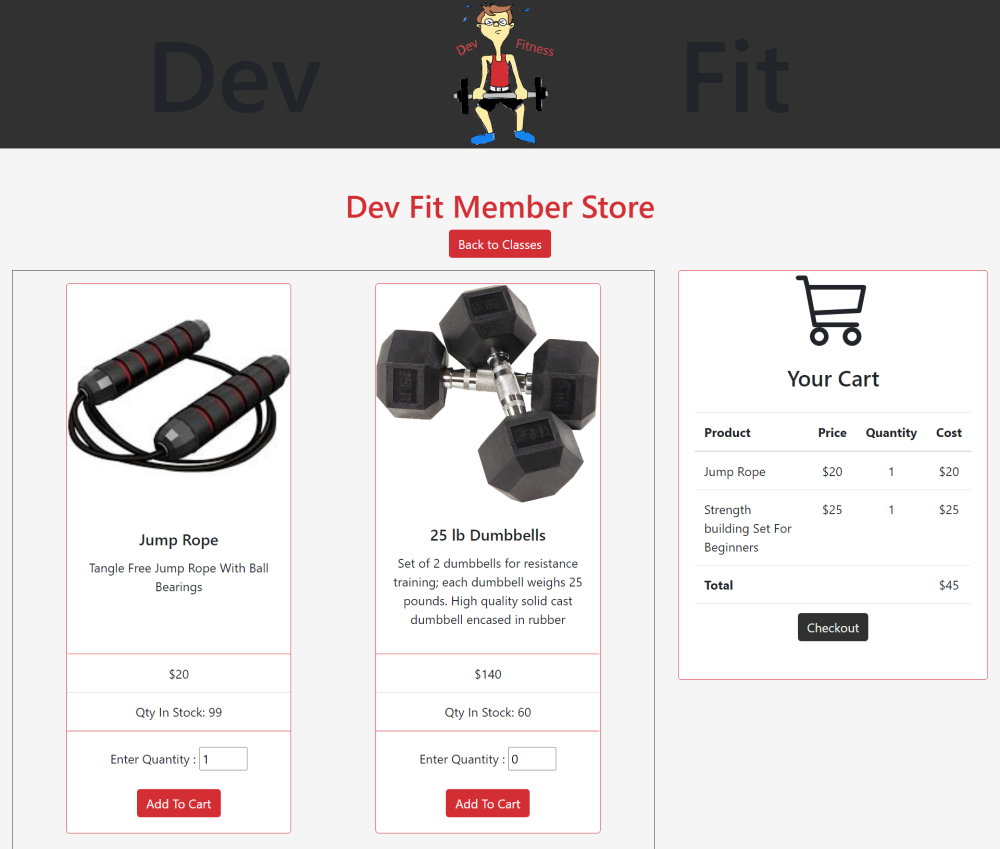 Dev
Dev Fitness
Fit
Dev Fit Member Store
Back to Classes
Jump Rope
Tangle Free Jump Rope With Ball
Bearings
$20
Qty In Stock: 99
Enter Quantity : 1
Add To Cart
25 lb Dumbbells
Set of 2 dumbbells for resistance
training; each dumbbell weighs 25
pounds. High quality solid cast
dumbbell encased in rubber
$140
Qty In Stock: 60
Enter Quantity : 0
Add To Cart
Your Cart
Product Price Quantity Cost
Jump Rope $20 1 $20
Strength $25 1 $25
building Set For
Beginners
Total $45
Checkout